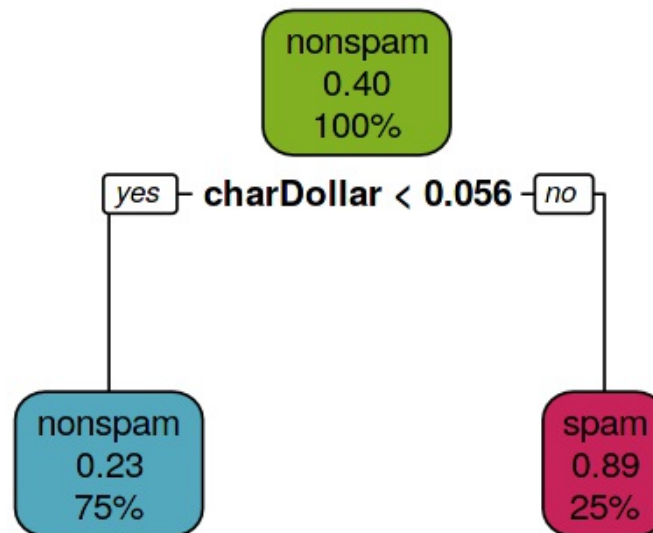 nonspam
0.40
100%
yes charDollar < 0.056 no
nonspam
0.23
75%
spam
0.89
25%